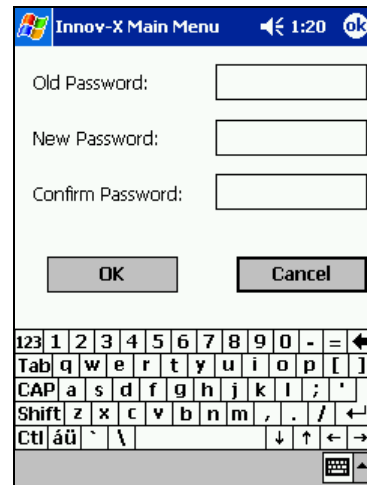 Innov-X Main Menu 1:20 ok
Old Password:
New Password:
Confirm Password:
OK Cancel
123 1 2 3 4 5 6 7 8 9 0 - =
Tab q w e r t y u i o p [ ]
CAP a s d f g h j k l ; '
Shift z x c v b n m , . /
Ctl áü ` \ ↓ ↑ ← →